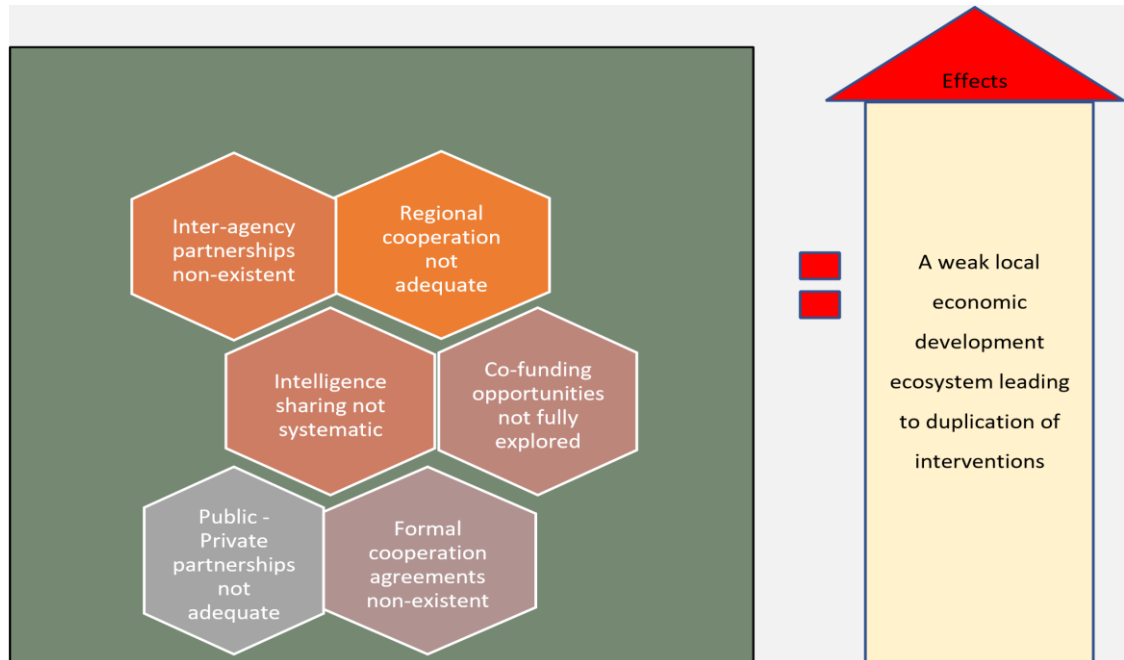 Inter-agency
partnerships
non-existent
Regional
cooperation
not
adequate
Intelligence
sharing not
systematic
Co-funding
opportunities
not fully
explored
Public -
Private
partnerships
not
adequate
Formal
cooperation
agreements
non-existent
Effects
A weak local
economic
development
ecosystem leading
to duplication of
interventions